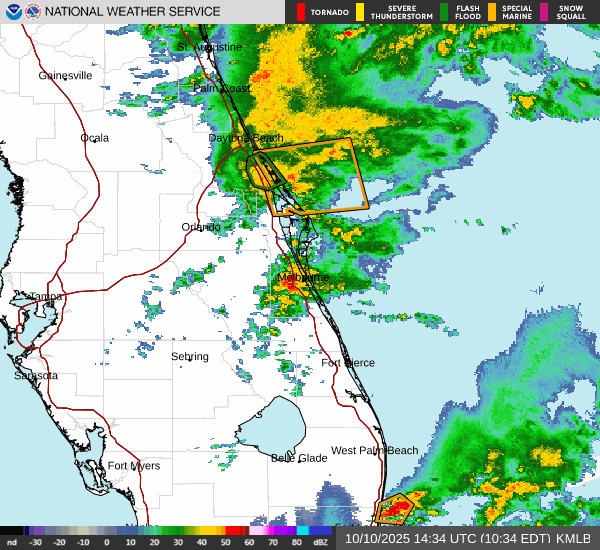 NATIONAL WEATHER SERVICE
TORNADO
SEVERE
THUNDERSTORM
FLASH
FLOOD
SPECIAL
MARINE
SNOW
SQUALL
St. Augustine
Gainesville
Palm Coast
Ocala
Daytona Beach
Orlando
Melbourne
Tampa
Sebring
Fort Pierce
Sarasota
West Palm Beach
Belle Glade
Fort Myers
nd -30 -20 -10 0 10 20 30 40 50 60 70 80 dBZ
10/10/2025 14:34 UTC (10:34 EDT) KMLB